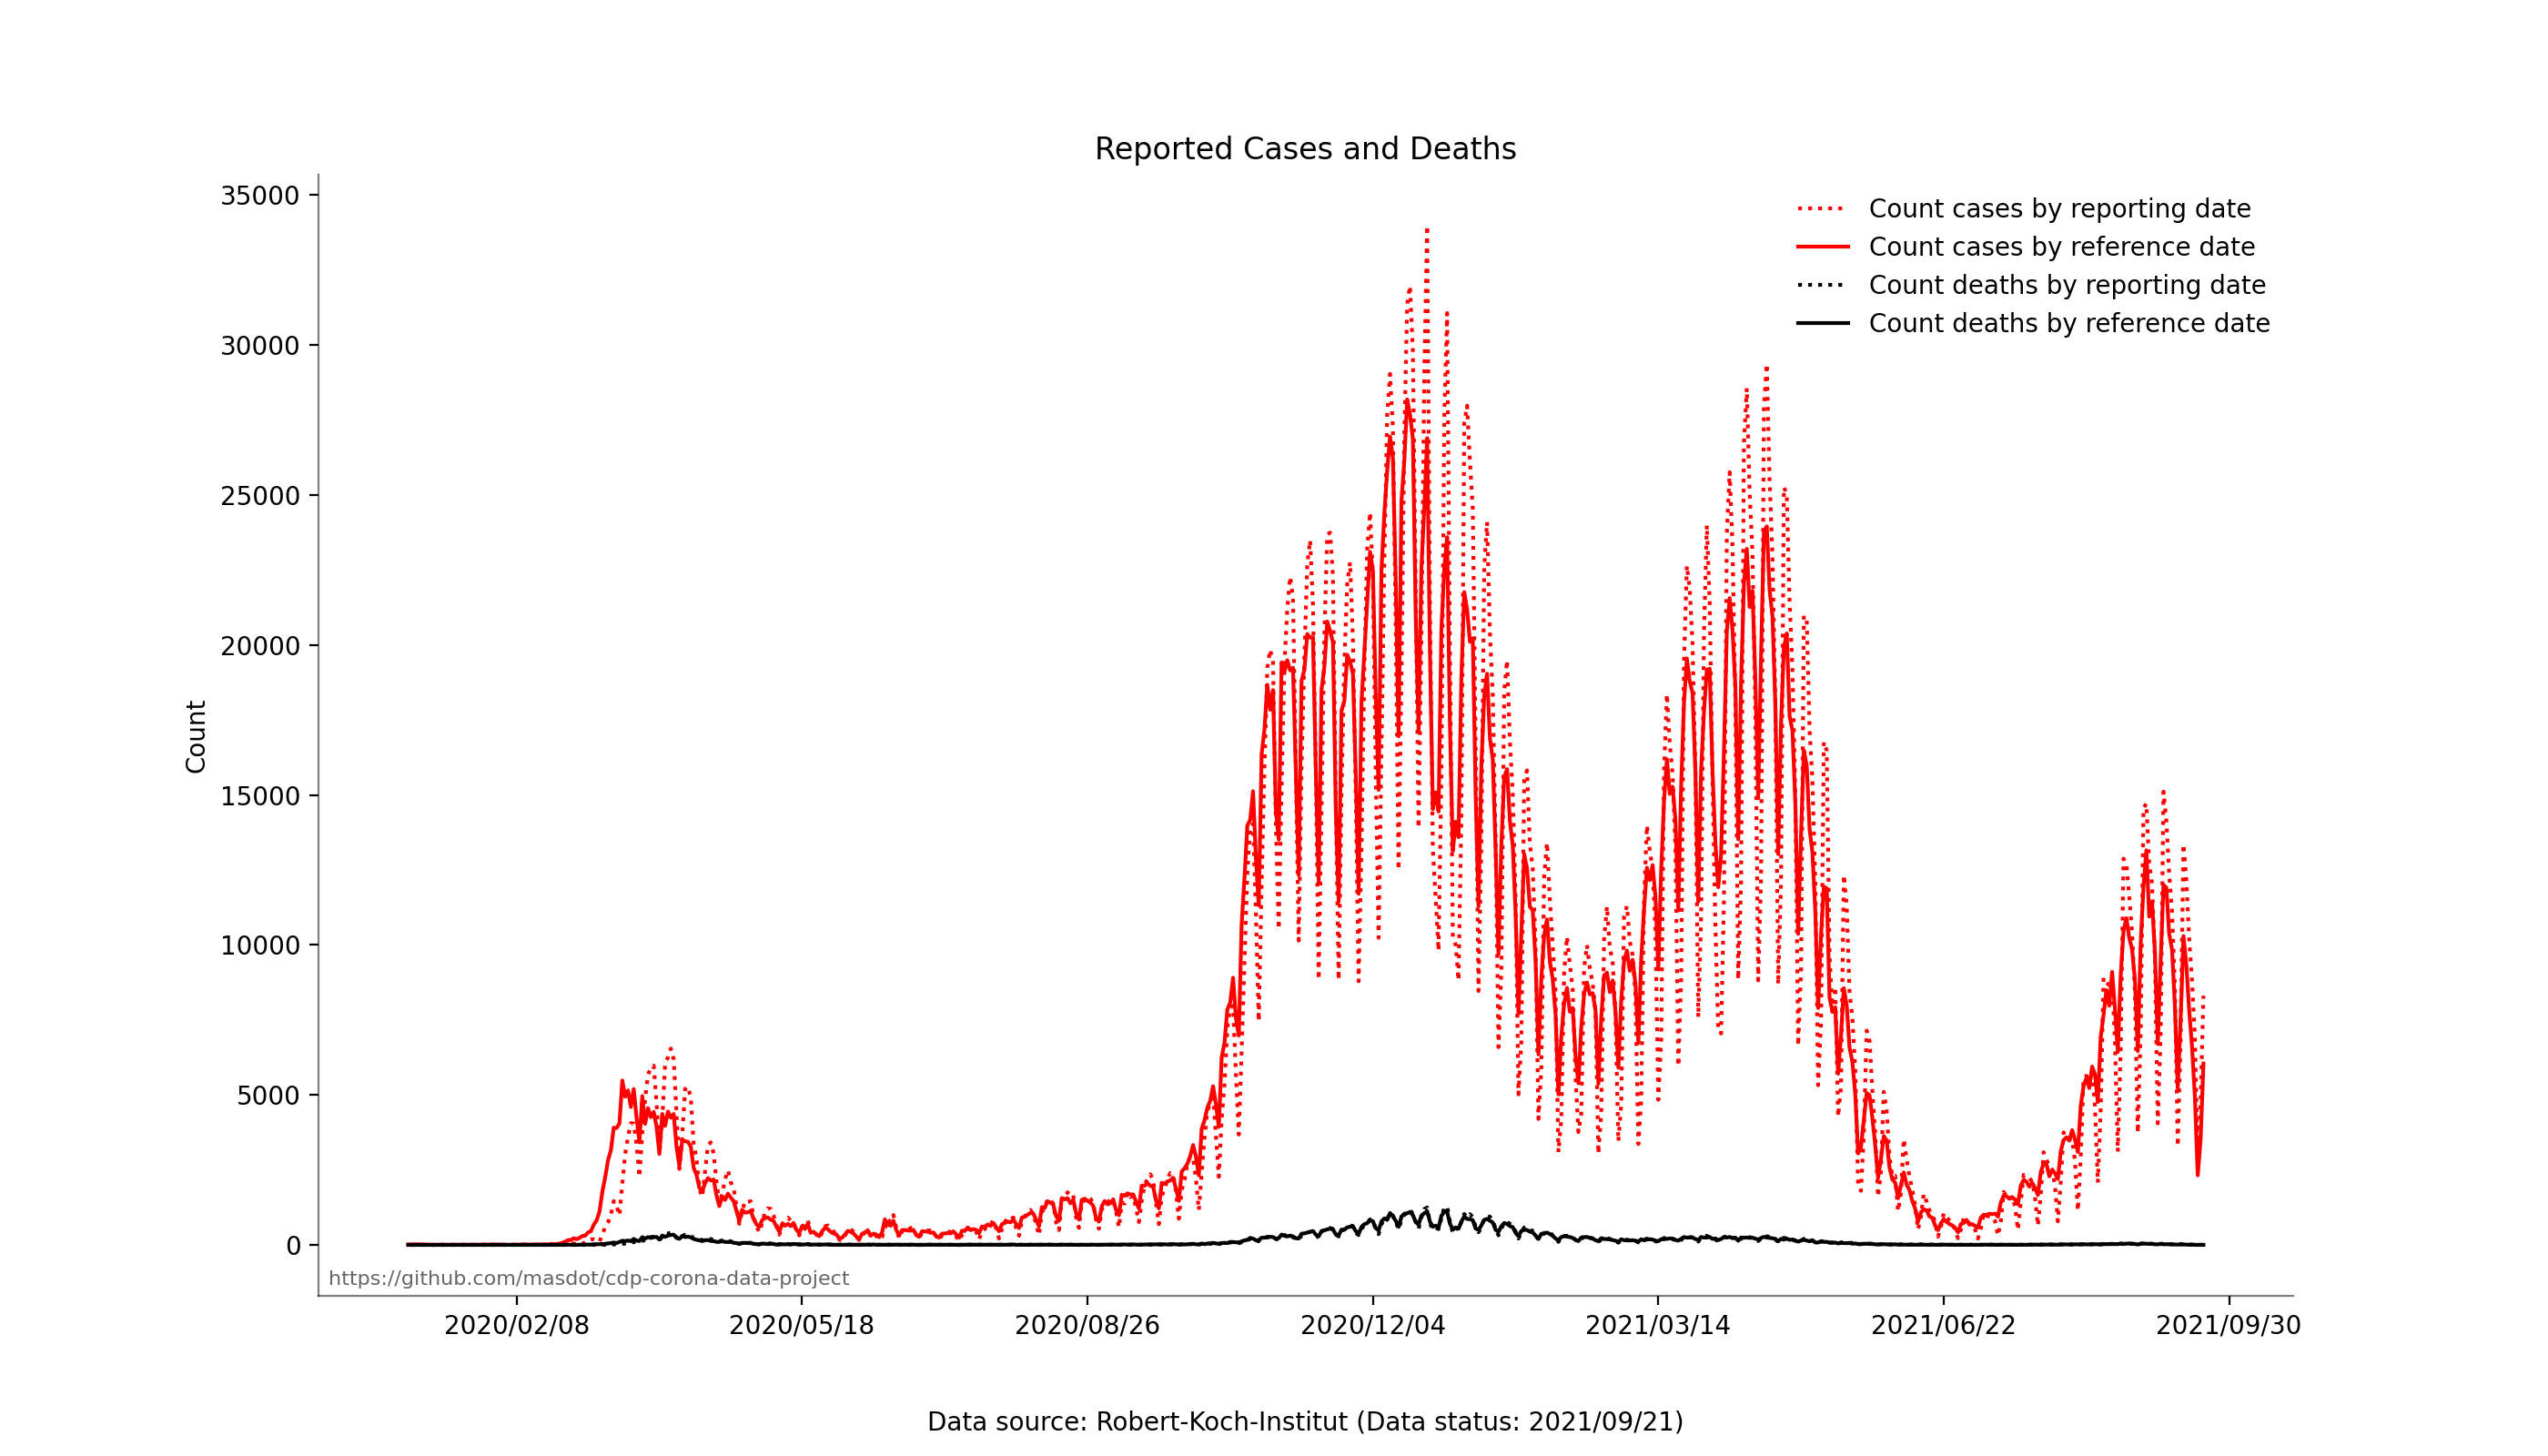 Reported Cases and Deaths
35000
30000
25000
20000
15000
10000
5000
0
Count
Count cases by reporting date
Count cases by reference date
Count deaths by reporting date
Count deaths by reference date
https://github.com/masdot/cdp-corona-data-project
2020/02/08 2020/05/18 2020/08/26 2020/12/04 2021/03/14 2021/06/22 2021/09/30
Data source: Robert-Koch-Institut (Data status: 2021/09/21)